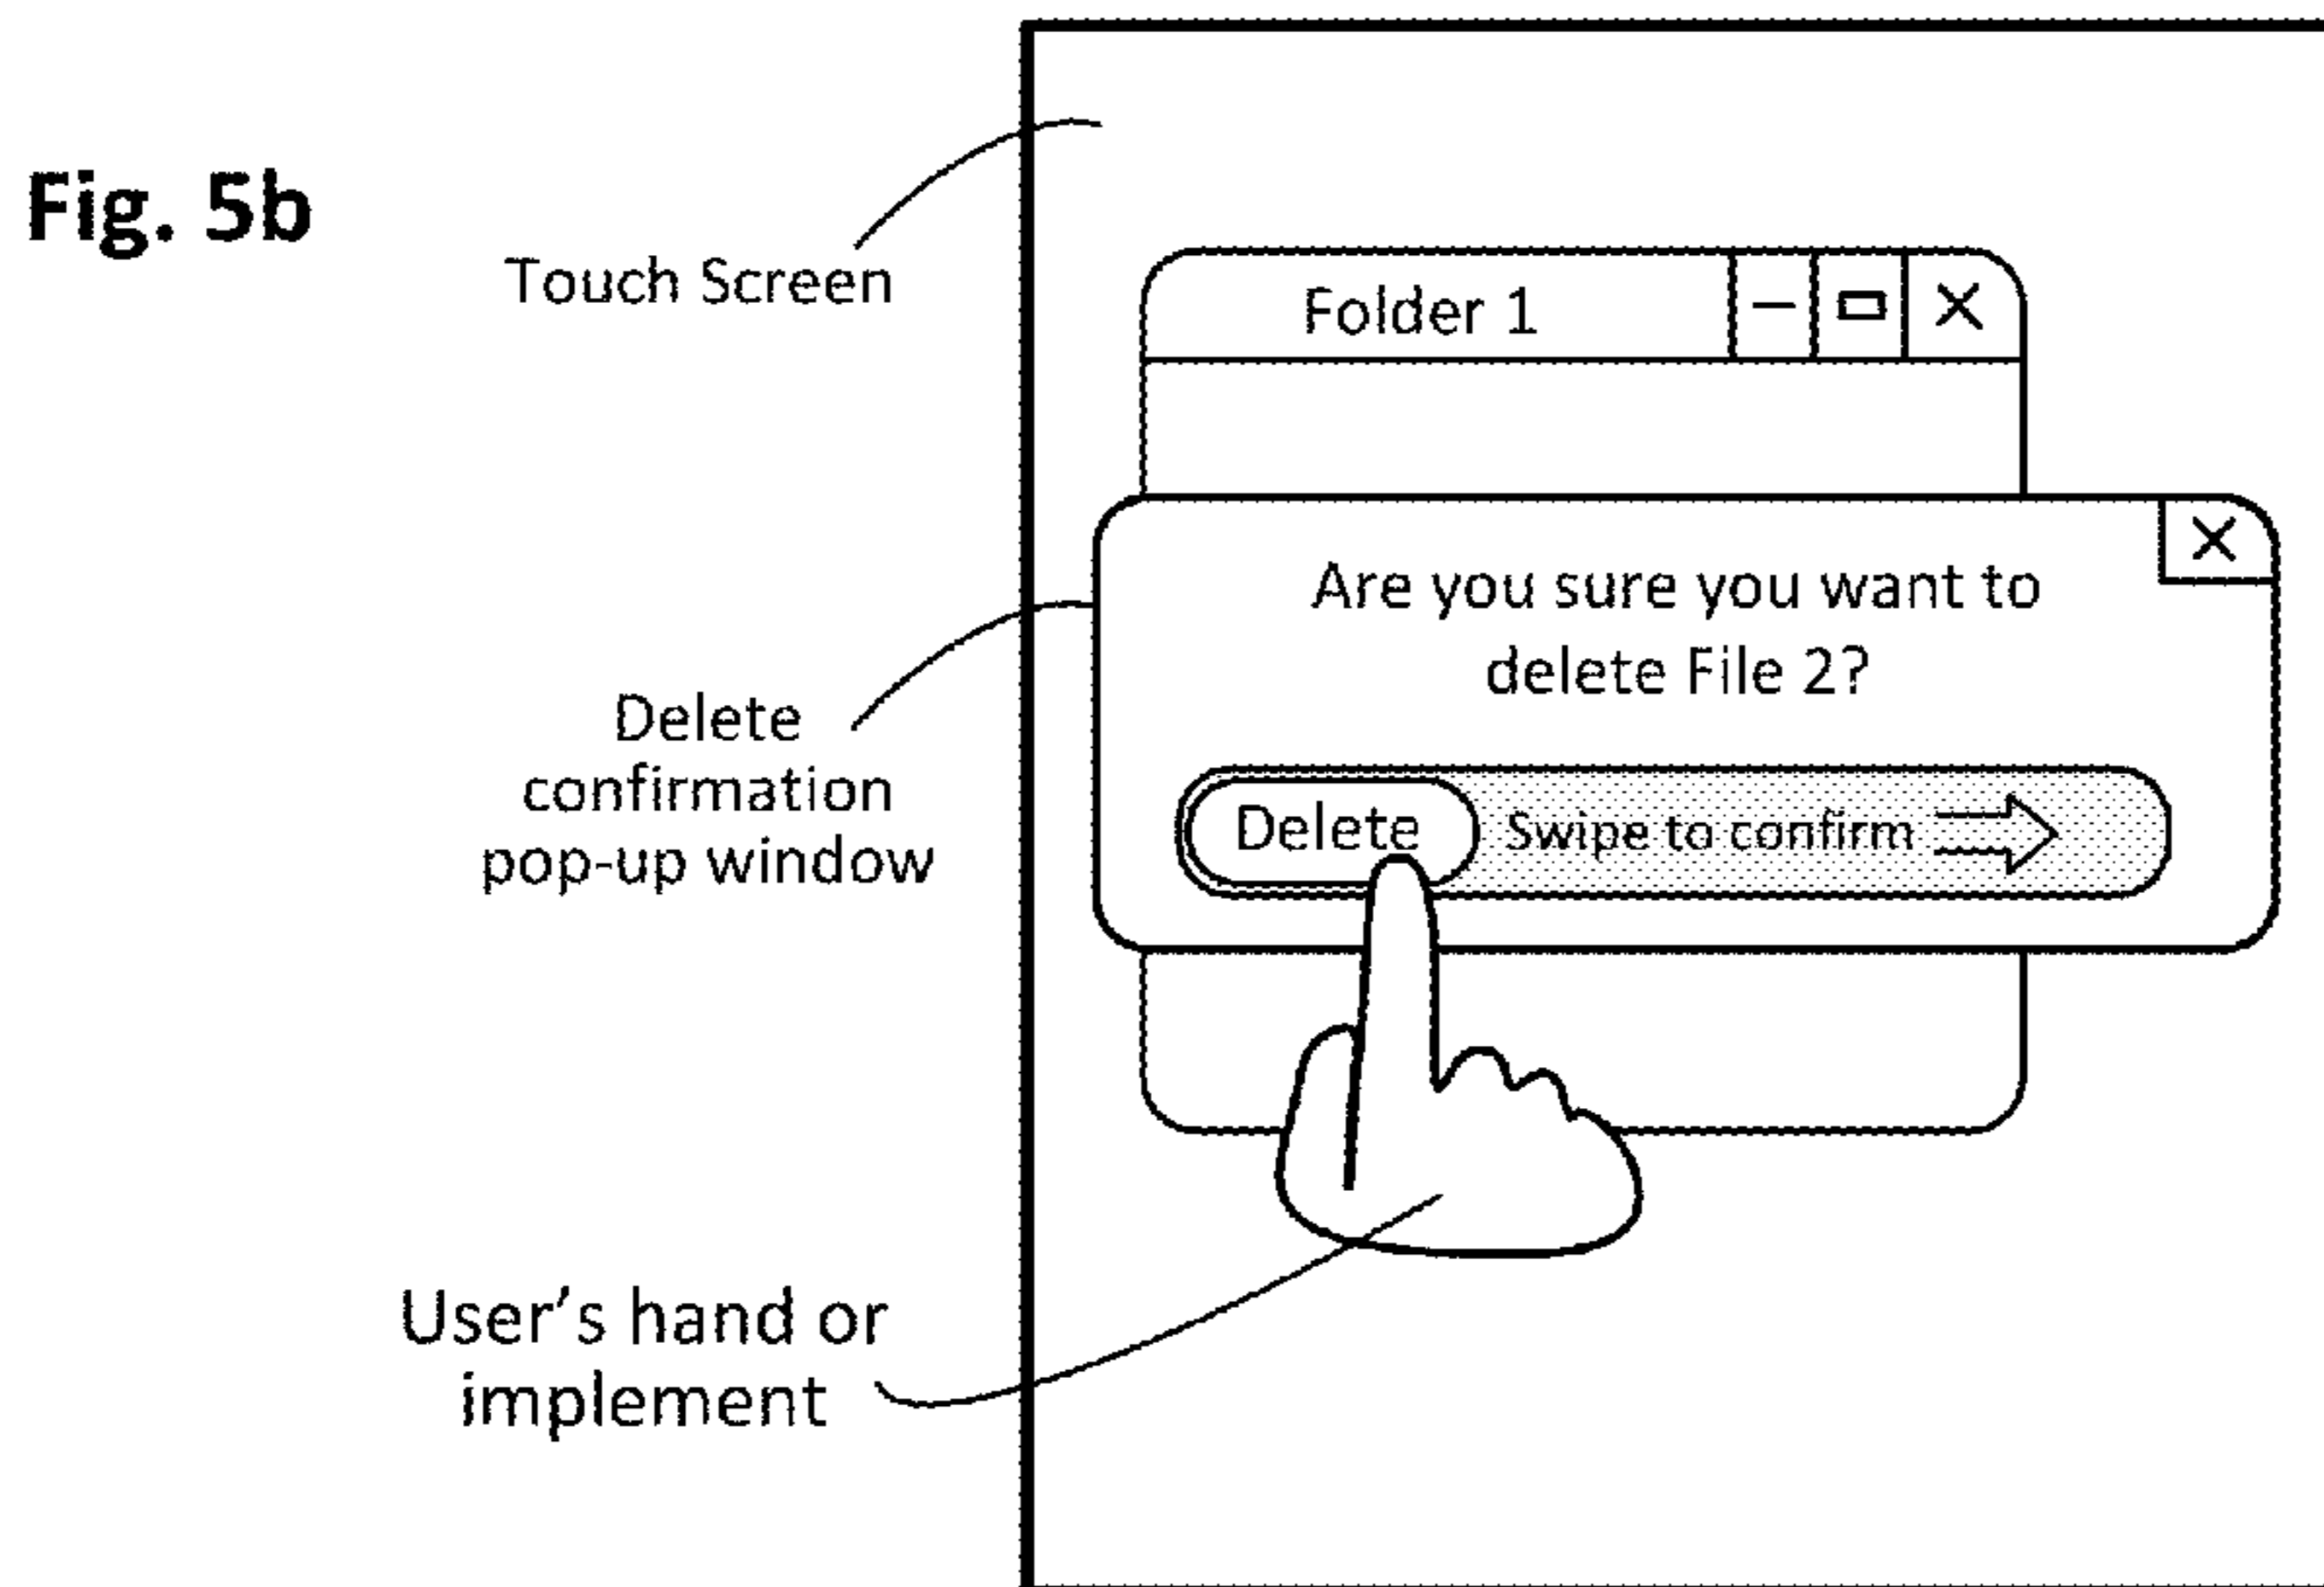 Fig. 5b
Touch Screen
Folder 1
Are you sure you want to
delete File 2?
Delete
confirmation
pop-up window
Delete
Swipe to confirm
User's hand or
implement